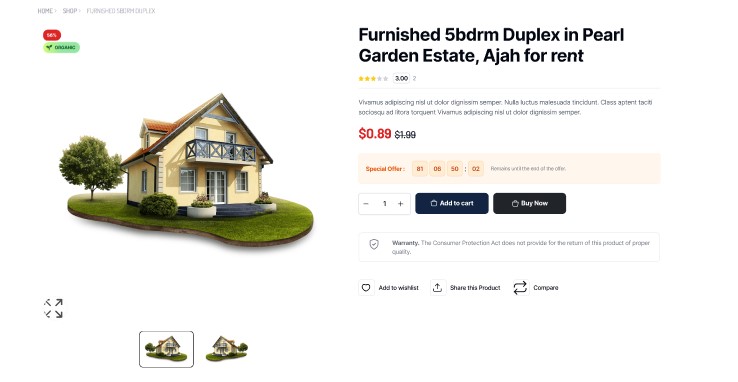 HOME › SHOP › FURNISHED 5BDRM DUPLEX
56%
ORGANIC
Furnished 5bdrm Duplex in Pearl
Garden Estate, Ajah for rent
3.00 2
Vivamus adipiscing nisl ut dolor dignissim semper. Nulla luctus malesuada tincidunt. Class aptent taciti
sociosqu ad litora torquent Vivamus adipiscing nisl ut dolor dignissim semper.
$0.89 $1.99
Special Offer : 81 06 50 : 02 Remains until the end of the offer.
− 1 + Add to cart Buy Now
Warranty. The Consumer Protection Act does not provide for the return of this product of proper
quality.
Add to wishlist Share this Product Compare